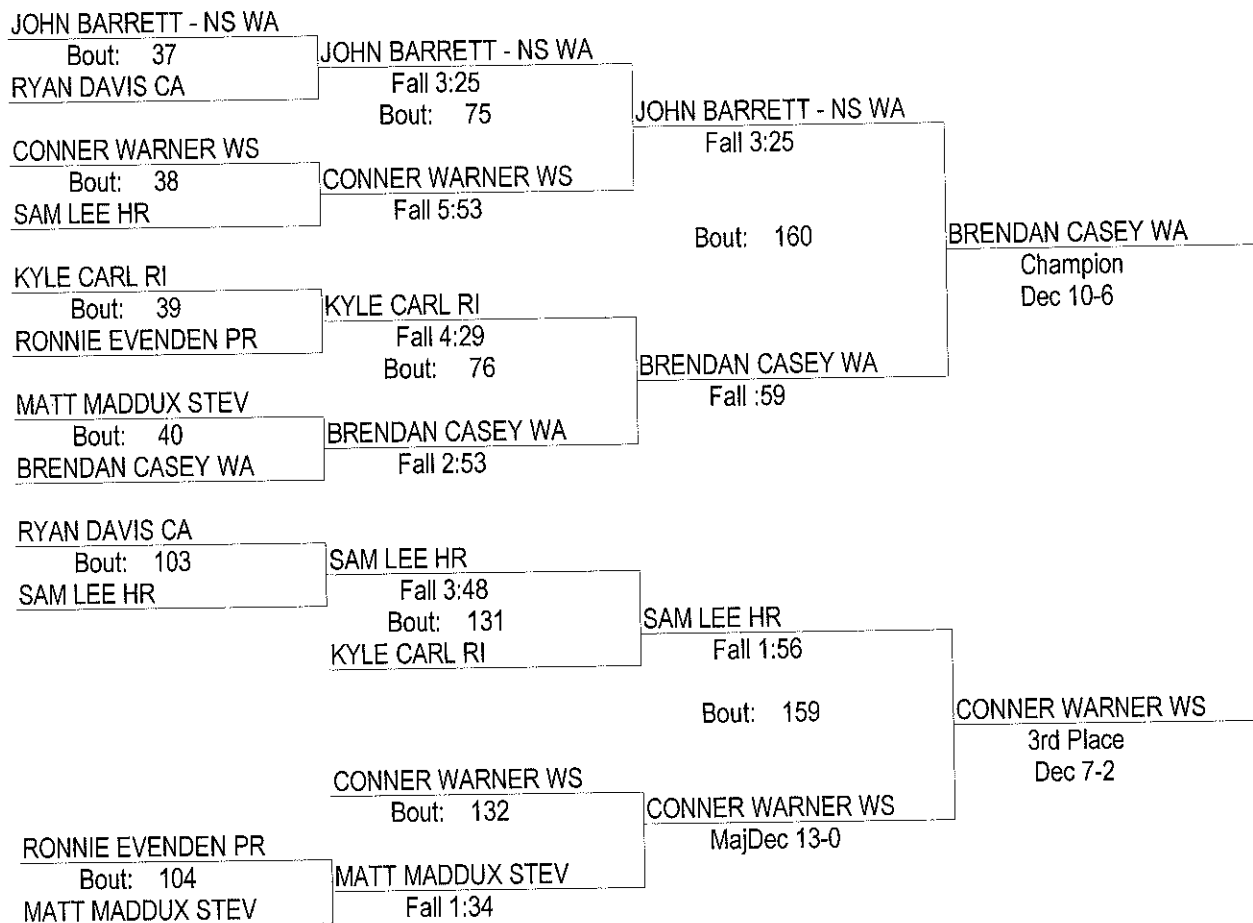 JOHN BARRETT - NS WA
Bout: 37
RYAN DAVIS CA
JOHN BARRETT - NS WA
Fall 3:25
Bout: 75
CONNER WARNER WS
Bout: 38
SAM LEE HR
CONNER WARNER WS
Fall 5:53
JOHN BARRETT - NS WA
Fall 3:25
Bout: 160
KYLE CARL RI
Bout: 39
RONNIE EVENDEN PR
KYLE CARL RI
Fall 4:29
Bout: 76
MATT MADDUX STEV
Bout: 40
BRENDAN CASEY WA
BRENDAN CASEY WA
Fall 2:53
BRENDAN CASEY WA
Fall :59
BRENDAN CASEY WA
Champion
Dec 10-6
RYAN DAVIS CA
Bout: 103
SAM LEE HR
SAM LEE HR
Fall 3:48
Bout: 131
KYLE CARL RI
SAM LEE HR
Fall 1:56
Bout: 159
CONNER WARNER WS
Bout: 132
RONNIE EVENDEN PR
Bout: 104
MATT MADDUX STEV
MATT MADDUX STEV
Fall 1:34
CONNER WARNER WS
MajDec 13-0
CONNER WARNER WS
3rd Place
Dec 7-2